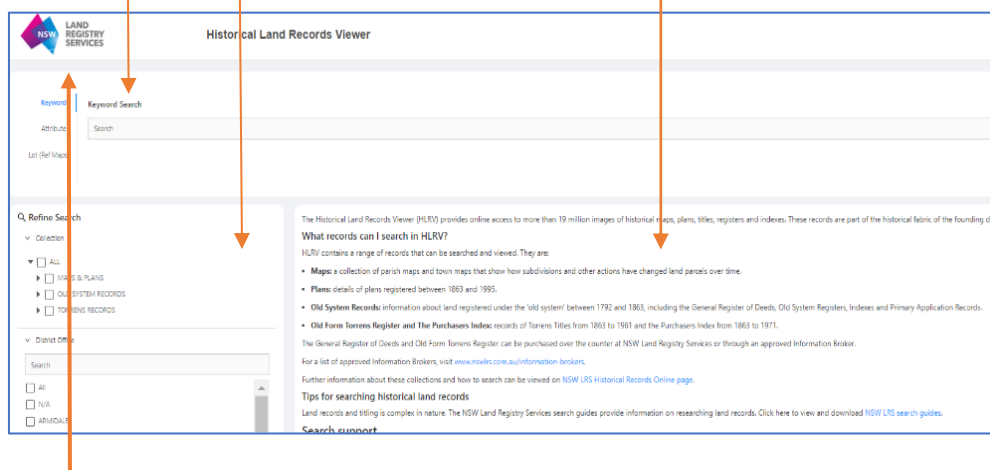 NSW
LAND
REGISTRY
SERVICES
Historical Land Records Viewer
Keyword
Keyword Search
Attribute
Search
Lot (Ref Maps)
Refine Search
Collection
ALL
MAPS & PLANS
OLD SYSTEM RECORDS
TORRENS RECORDS
District Office
Search
All
N/A
ARMIDALE
The Historical Land Records Viewer (HLRV) provides online access to more than 19 million images of historical maps, plans, titles, registers and indexes. These records are part of the historical fabric of the founding d
What records can I search in HLRV?
HLRV contains a range of records that can be searched and viewed. They are:
• Maps: a collection of parish maps and town maps that show how subdivisions and other actions have changed land parcels over time.
• Plans: details of plans registered between 1863 and 1995.
• Old System Records: information about land registered under the 'old system' between 1792 and 1863, including the General Register of Deeds, Old System Registers, Indexes and Primary Application Records.
• Old Form Torrens Register and The Purchasers Index: records of Torrens Titles from 1863 to 1961 and the Purchasers Index from 1863 to 1971.
The General Register of Deeds and Old Form Torrens Register can be purchased over the counter at NSW Land Registry Services or through an approved Information Broker.
For a list of approved Information Brokers, visit www.nswlrs.com.au/information-brokers.
Further information about these collections and how to search can be viewed on NSW LRS Historical Records Online page.
Tips for searching historical land records
Land records and titling is complex in nature. The NSW Land Registry Services search guides provide information on researching land records. Click here to view and download NSW LRS search guides.
Search support